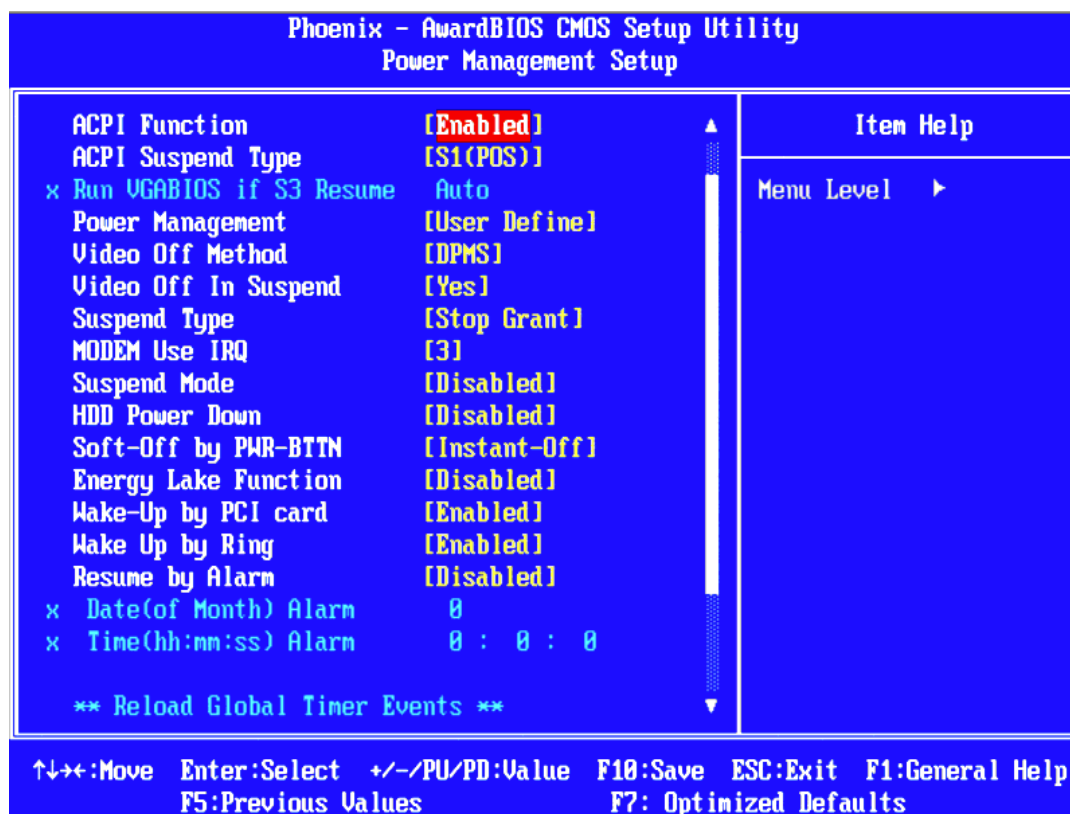 Phoenix - AwardBIOS CMOS Setup Utility
Power Management Setup
ACPI Function [Enabled]
ACPI Suspend Type [S1(POS)]
x Run VGABIOS if S3 Resume Auto
Power Management [User Define]
Video Off Method [DPMS]
Video Off In Suspend [Yes]
Suspend Type [Stop Grant]
MODEM Use IRQ [3]
Suspend Mode [Disabled]
HDD Power Down [Disabled]
Soft-Off by PWR-BTTN [Instant-Off]
Energy Lake Function [Disabled]
Wake-Up by PCI card [Enabled]
Wake Up by Ring [Enabled]
Resume by Alarm [Disabled]
x Date(of Month) Alarm 0
x Time(hh:mm:ss) Alarm 0 : 0 : 0
** Reload Global Timer Events **
Item Help
Menu Level ►
↑↓→←:Move Enter:Select +/-/PU/PD:Value F10:Save ESC:Exit F1:General Help
F5:Previous Values F7: Optimized Defaults